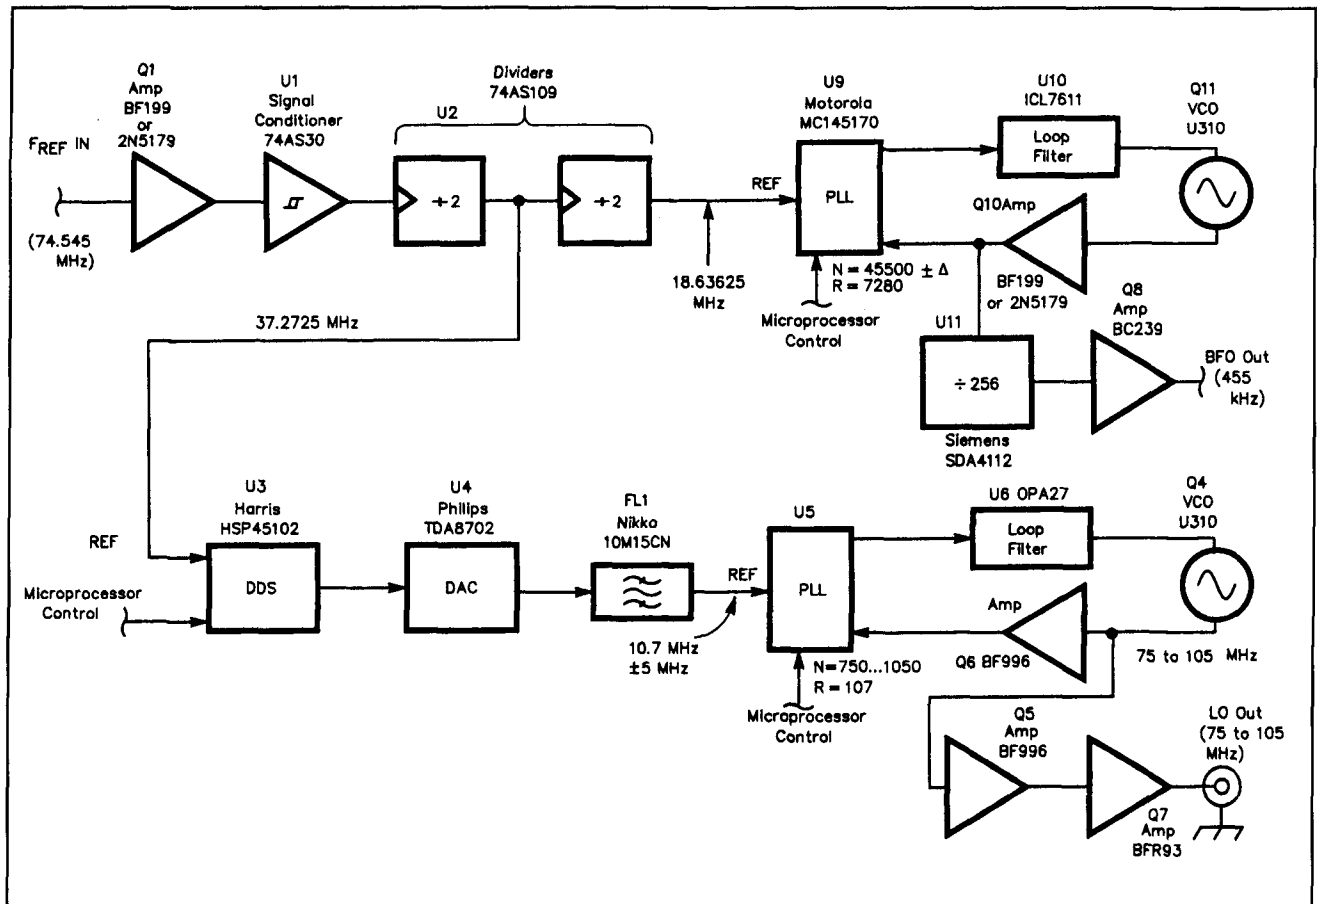 Q1
Amp
BF199
or
2N5179
FREF IN
(74.545
MHz)
U1
Signal
Conditioner
74AS30
Dividers
74AS109
U2
÷2
÷2
18.63625
MHz
37.2725 MHz
U9
Motorola
MC145170
REF
PLL
N = 45500 ± Δ
R = 7280
Microprocessor
Control
U10
ICL7611
Loop
Filter
Q11
VCO
U310
Q10Amp
BF199
or 2N5179
U11
÷256
Siemens
SDA4112
Q8
Amp
BC239
BFO Out
(455
kHz)
REF
Microprocessor
Control
U3
Harris
HSP45102
DDS
U4
Philips
TDA8702
DAC
FL1
Nikko
10M15CN
REF
10.7 MHz
±5 MHz
U5
PLL
N=750...1050
R = 107
Microprocessor
Control
U6 OPA27
Loop
Filter
Q4
VCO
U310
Amp
Q6 BF996
75 to 105 MHz
Q5
Amp
BF996
Q7
Amp
BFR93
LO Out
(75 to 105
MHz)